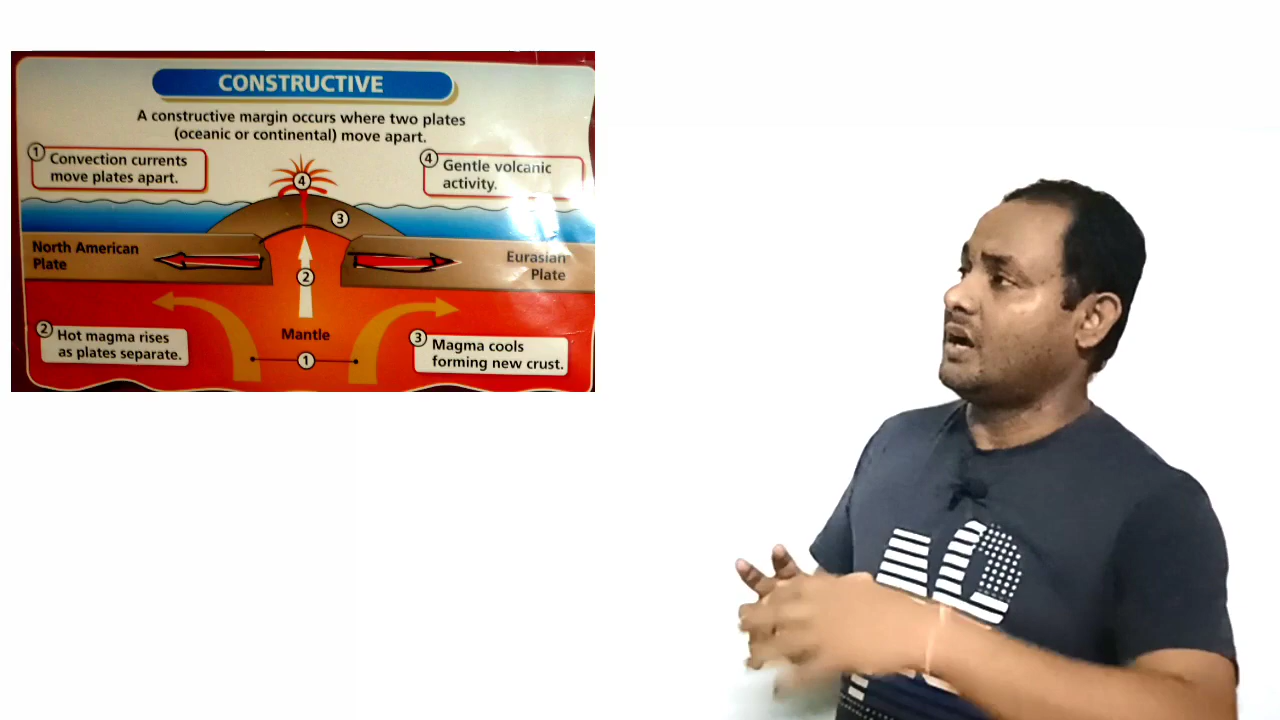 CONSTRUCTIVE
A constructive margin occurs where two plates
(oceanic or continental) move apart.
1
Convection currents
move plates apart.
4
Gentle volcanic
activity.
4
3
North American
Plate
Eurasian
Plate
2
Mantle
2
Hot magma rises
as plates separate.
1
3
Magma cools
forming new crust.